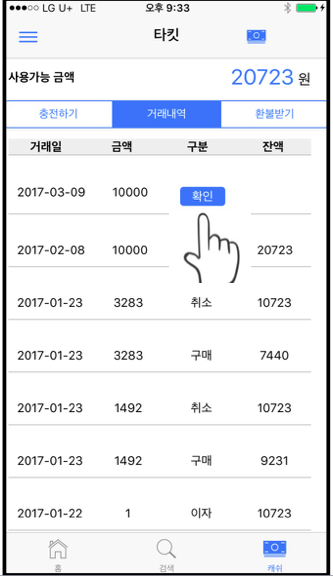 LG U+ LTE 오후 9:33
타킷
사용가능 금액 20723 원
충전하기 거래내역 환불받기
거래일 금액 구분 잔액
2017-03-09 10000 확인
2017-02-08 10000 20723
2017-01-23 3283 취소 10723
2017-01-23 3283 구매 7440
2017-01-23 1492 취소 10723
2017-01-23 1492 구매 9231
2017-01-22 1 이자 10723
홈 검색 캐쉬